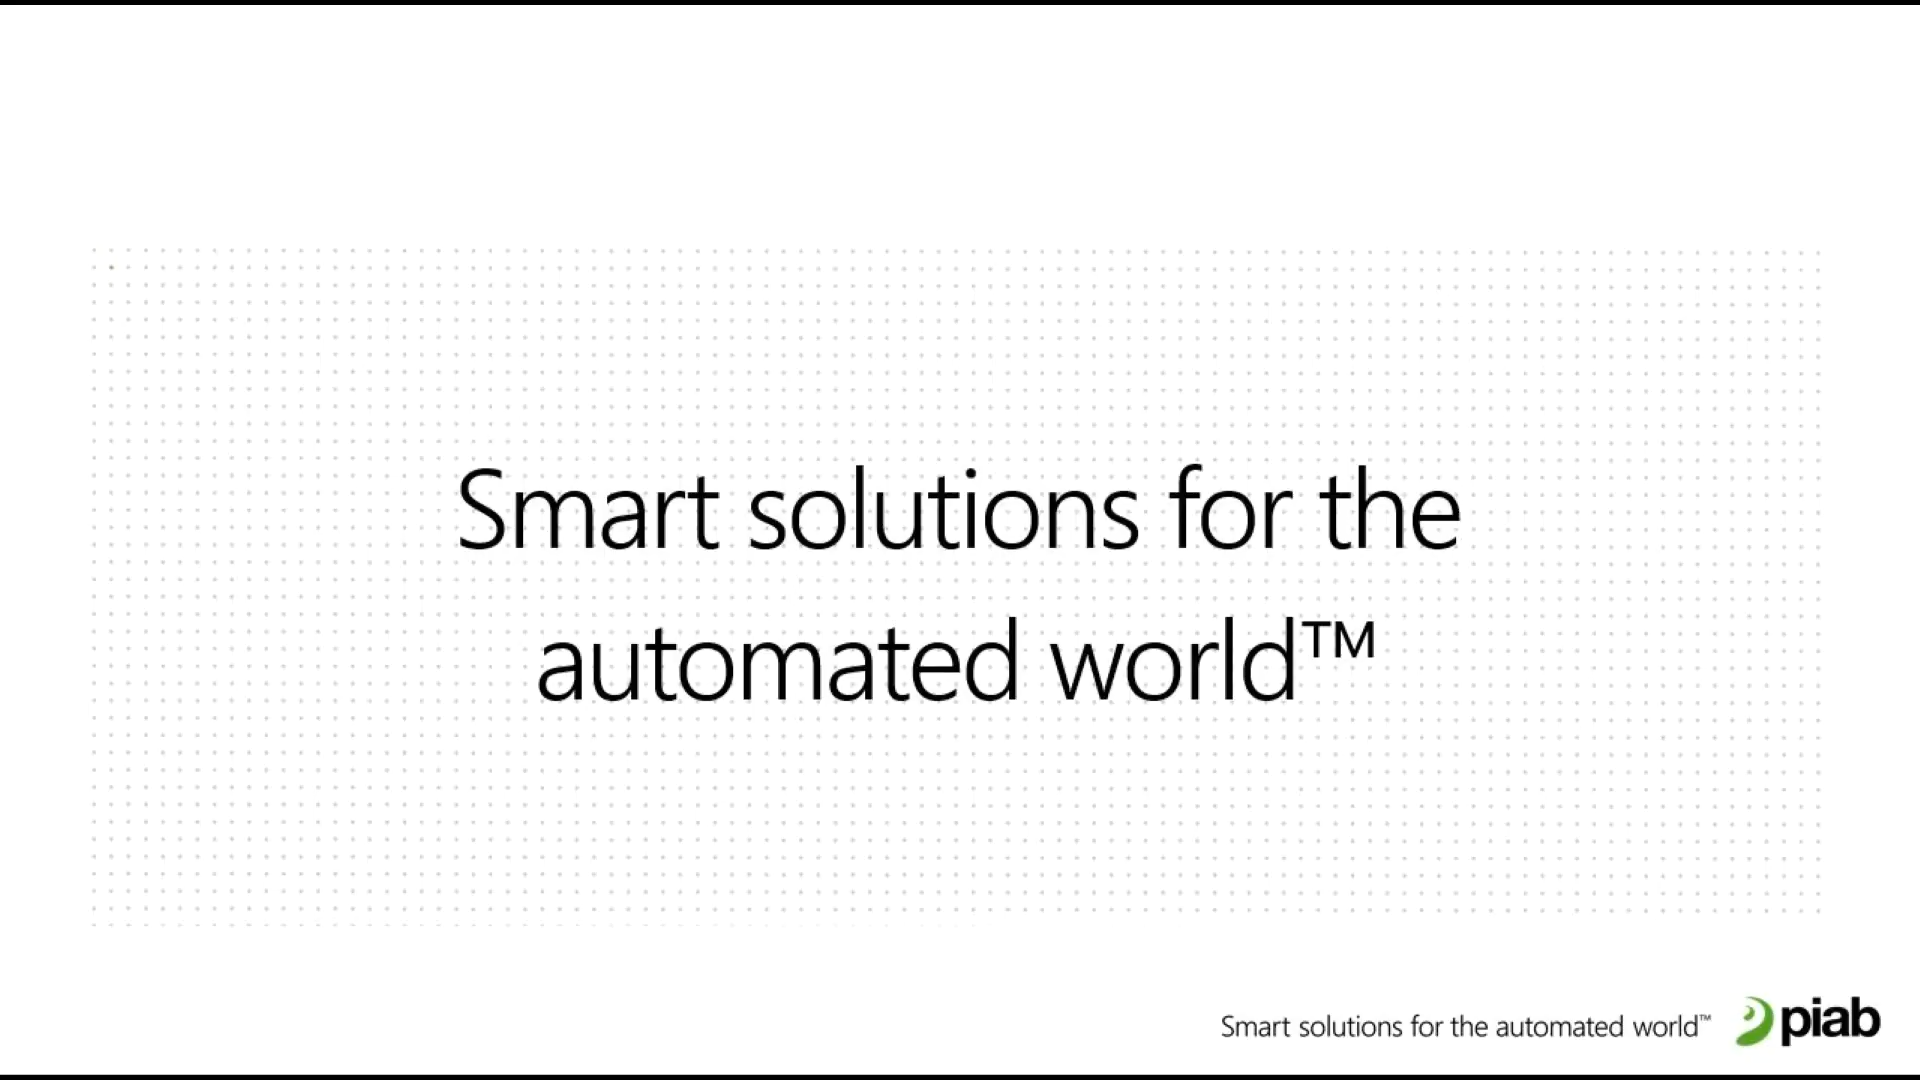 Smart solutions for the
automated world™
Smart solutions for the automated world™ piab